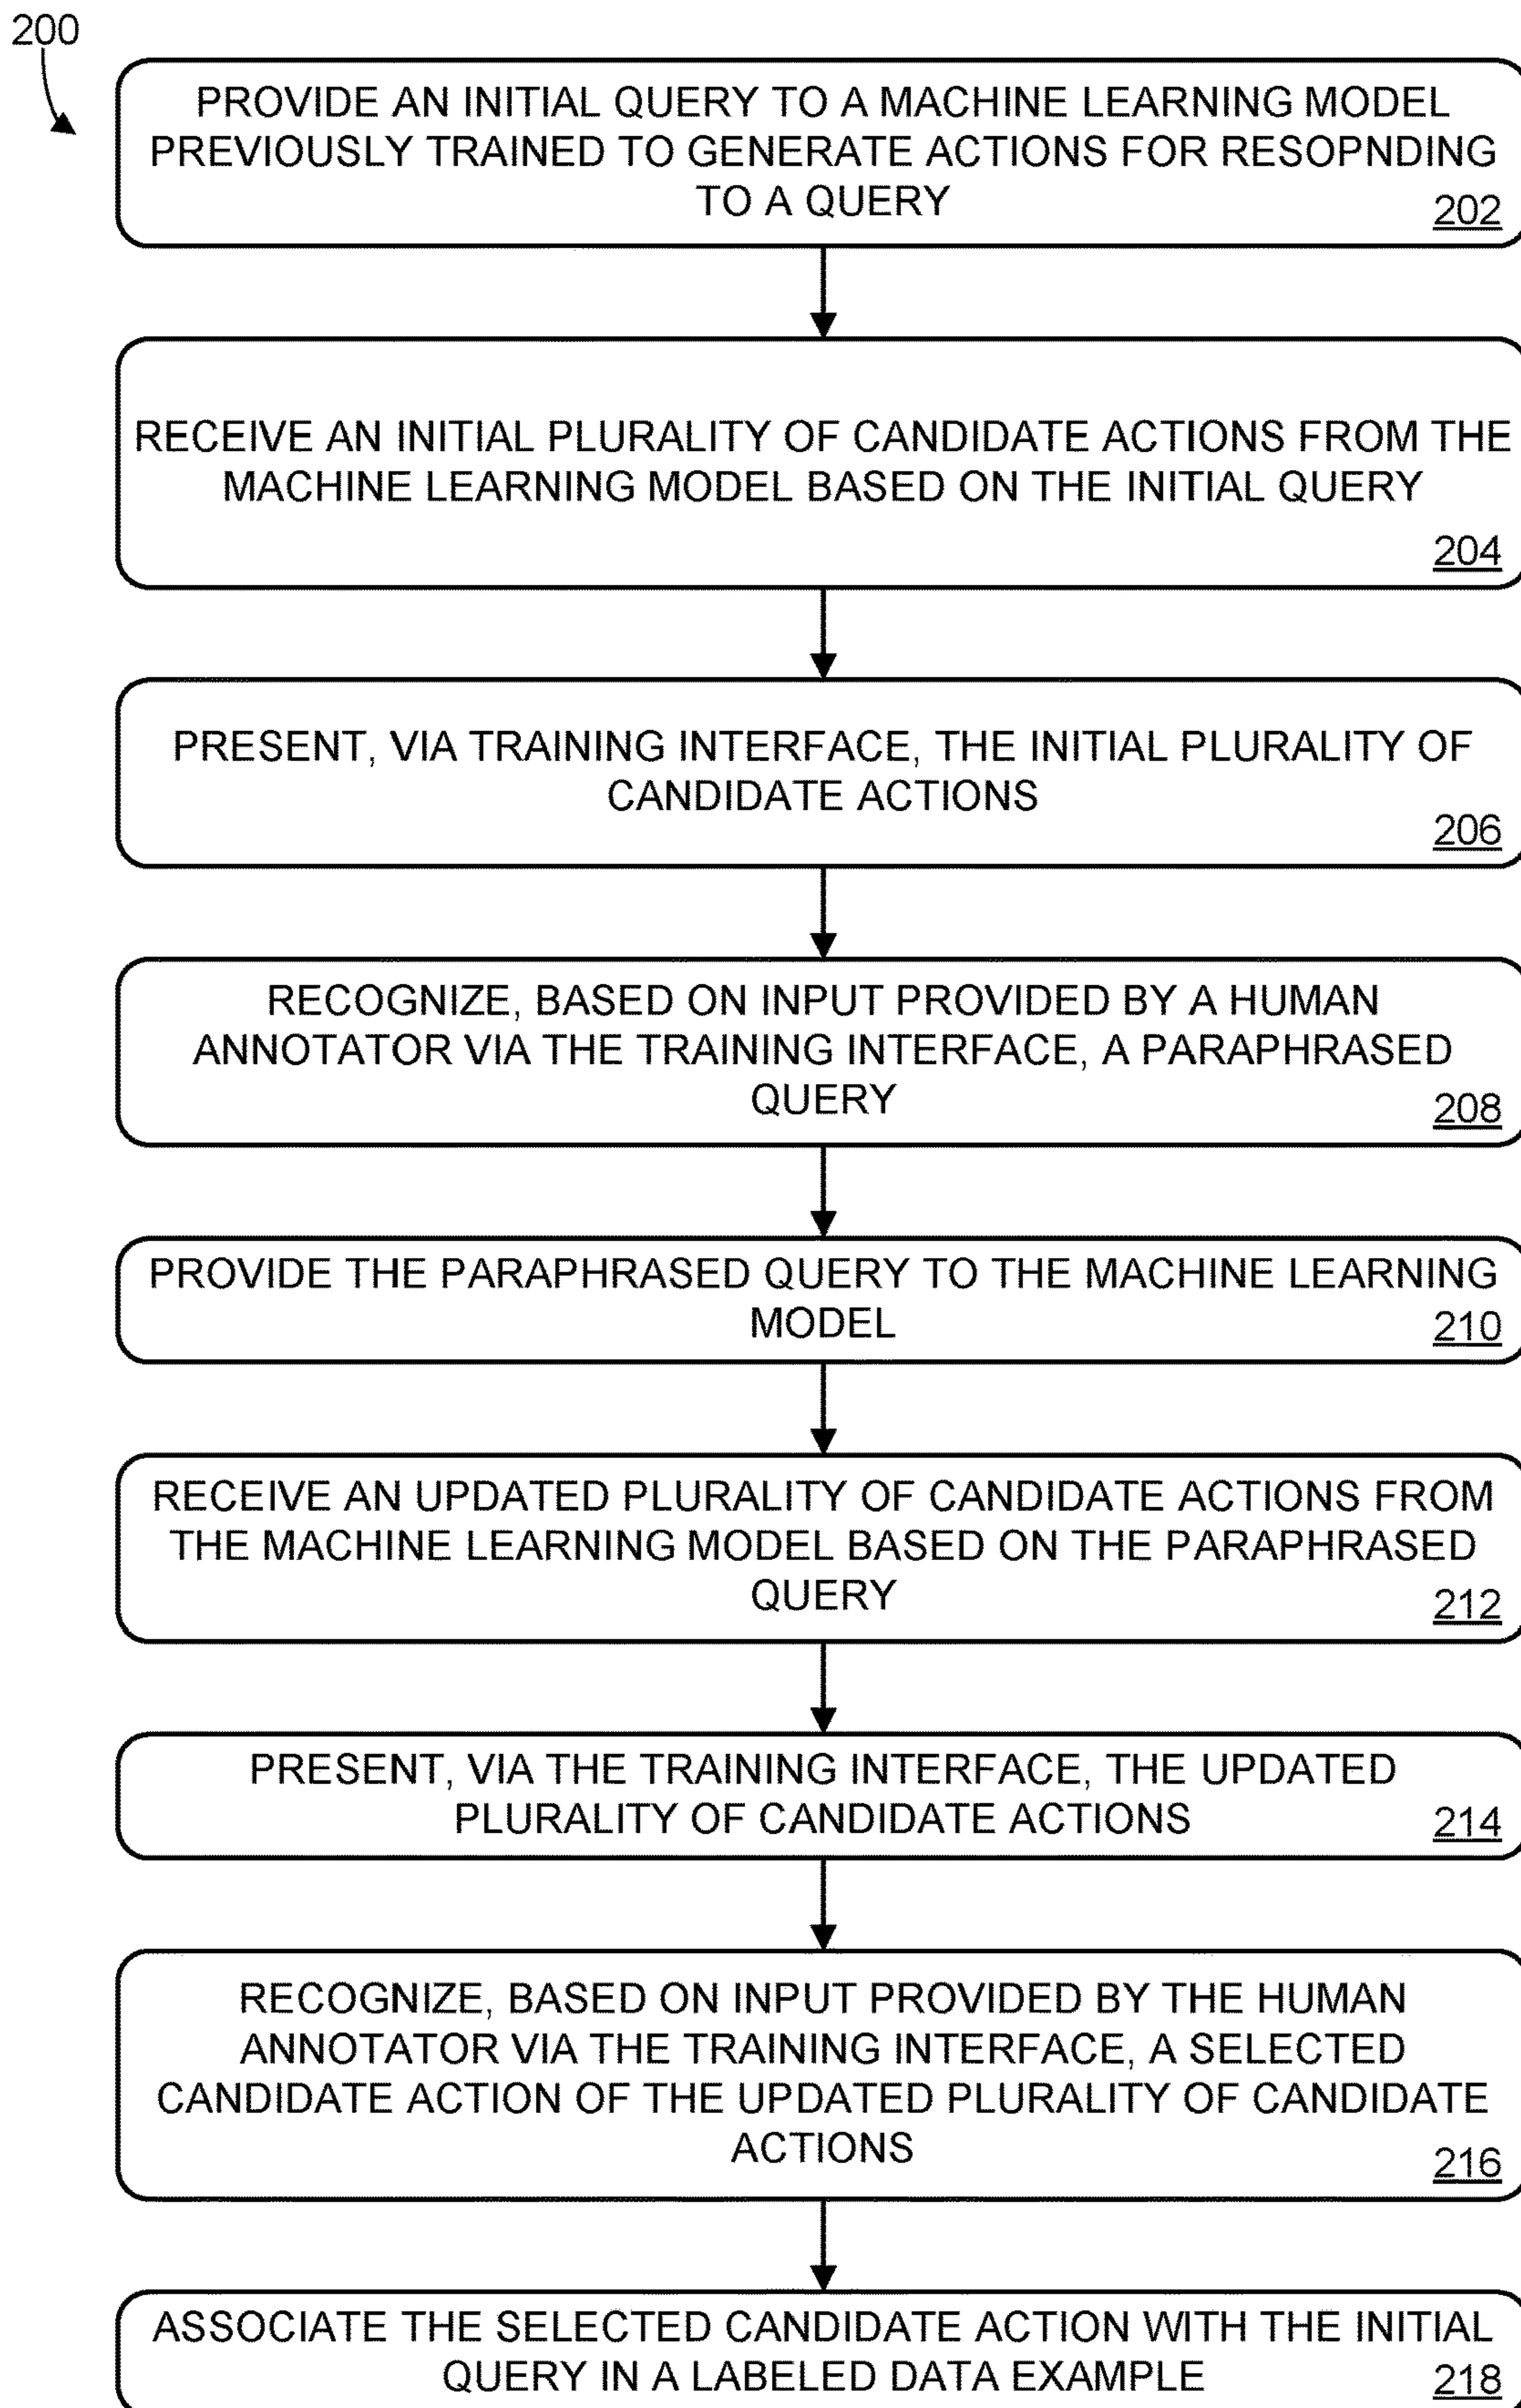 200
PROVIDE AN INITIAL QUERY TO A MACHINE LEARNING MODEL
PREVIOUSLY TRAINED TO GENERATE ACTIONS FOR RESOPNDING
TO A QUERY
202
RECEIVE AN INITIAL PLURALITY OF CANDIDATE ACTIONS FROM THE
MACHINE LEARNING MODEL BASED ON THE INITIAL QUERY
204
PRESENT, VIA TRAINING INTERFACE, THE INITIAL PLURALITY OF
CANDIDATE ACTIONS
206
RECOGNIZE, BASED ON INPUT PROVIDED BY A HUMAN
ANNOTATOR VIA THE TRAINING INTERFACE, A PARAPHRASED
QUERY
208
PROVIDE THE PARAPHRASED QUERY TO THE MACHINE LEARNING
MODEL
210
RECEIVE AN UPDATED PLURALITY OF CANDIDATE ACTIONS FROM
THE MACHINE LEARNING MODEL BASED ON THE PARAPHRASED
QUERY
212
PRESENT, VIA THE TRAINING INTERFACE, THE UPDATED
PLURALITY OF CANDIDATE ACTIONS
214
RECOGNIZE, BASED ON INPUT PROVIDED BY THE HUMAN
ANNOTATOR VIA THE TRAINING INTERFACE, A SELECTED
CANDIDATE ACTION OF THE UPDATED PLURALITY OF CANDIDATE
ACTIONS
216
ASSOCIATE THE SELECTED CANDIDATE ACTION WITH THE INITIAL
QUERY IN A LABELED DATA EXAMPLE
218